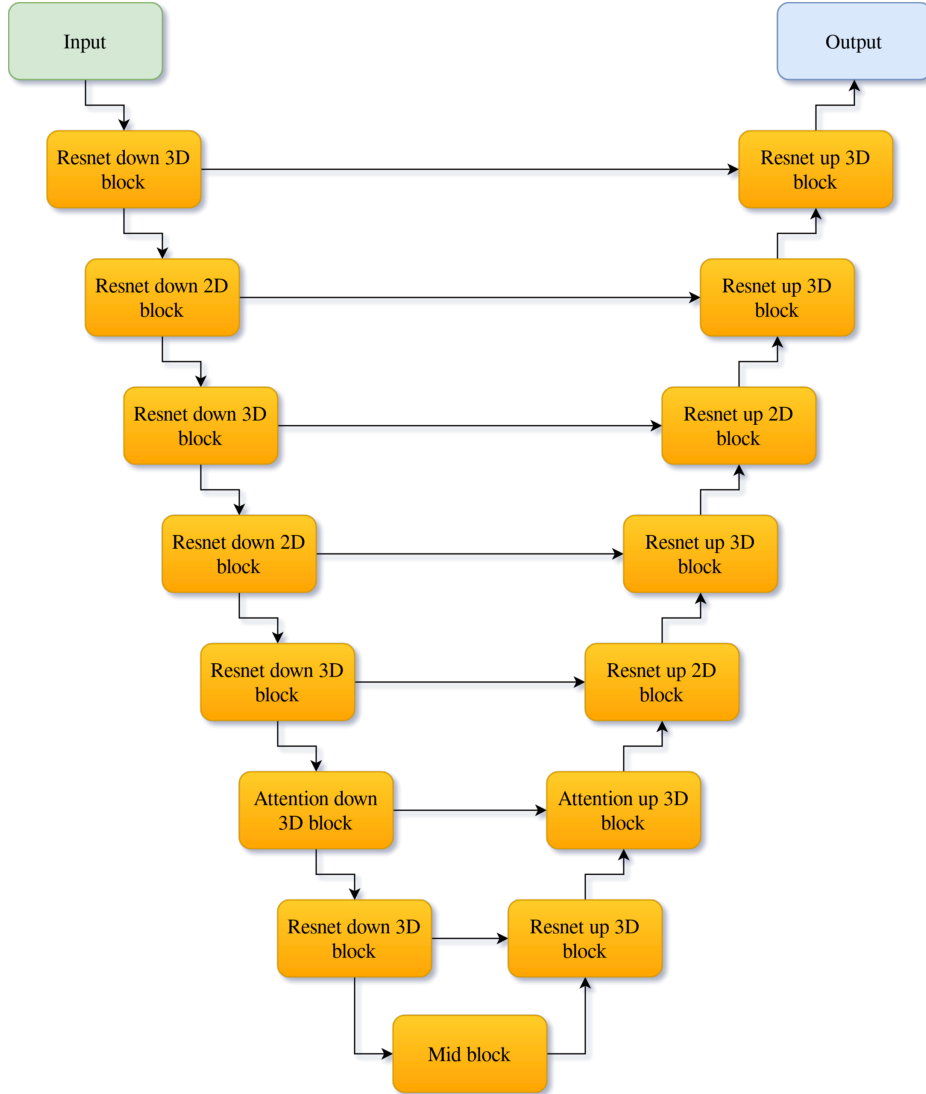 Input
Output
Resnet down 3D
block
Resnet up 3D
block
Resnet down 2D
block
Resnet up 3D
block
Resnet down 3D
block
Resnet up 2D
block
Resnet down 2D
block
Resnet up 3D
block
Resnet down 3D
block
Resnet up 2D
block
Attention down
3D block
Attention up 3D
block
Resnet down 3D
block
Resnet up 3D
block
Mid block